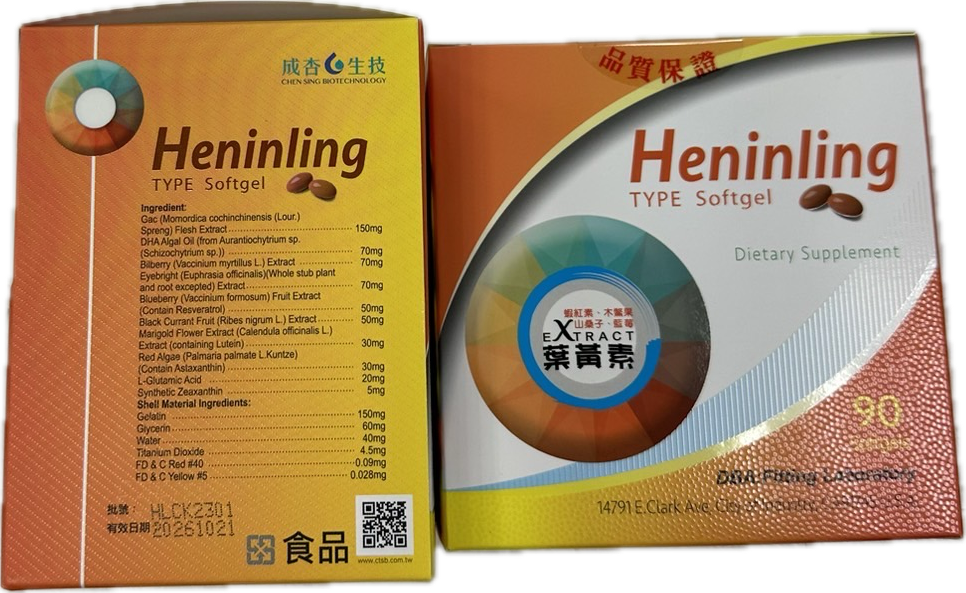 成杏生技
CHEN SING BIOTECHNOLOGY
Heninling
TYPE Softgel
Ingredient:
Gac (Momordica cochinchinensis (Lour.)
Spreng) Flesh Extract 150mg
DHA Algal Oil (from Aurantiochytrium sp.
(Schizochytrium sp.)) 70mg
Bilberry (Vaccinium myrtillus L.) Extract 70mg
Eyebright (Euphrasia officinalis)(Whole stub plant
and root excepted) Extract 70mg
Blueberry (Vaccinium formosum) Fruit Extract
(Contain Resveratrol) 50mg
Black Currant Fruit (Ribes nigrum L.) Extract 50mg
Marigold Flower Extract (Calendula officinalis L.)
Extract (containing Lutein) 30mg
Red Algae (Palmaria palmate L.Kuntze)
(Contain Astaxanthin) 30mg
L-Glutamic Acid 20mg
Synthetic Zeaxanthin 5mg
Shell Material Ingredients:
Gelatin 150mg
Glycerin 60mg
Water 40mg
Titanium Dioxide 4.5mg
FD & C Red #40 0.09mg
FD & C Yellow #5 0.028mg
批號： HLCK2301
有效日期 20261021
食品
www.ctsb.com.tw
品質保證
Heninling
TYPE Softgel
Dietary Supplement
蝦紅素、木鱉果
山桑子、藍莓
EXTRACT
葉黃素
90
14791 E.Clark Ave. City of Industry